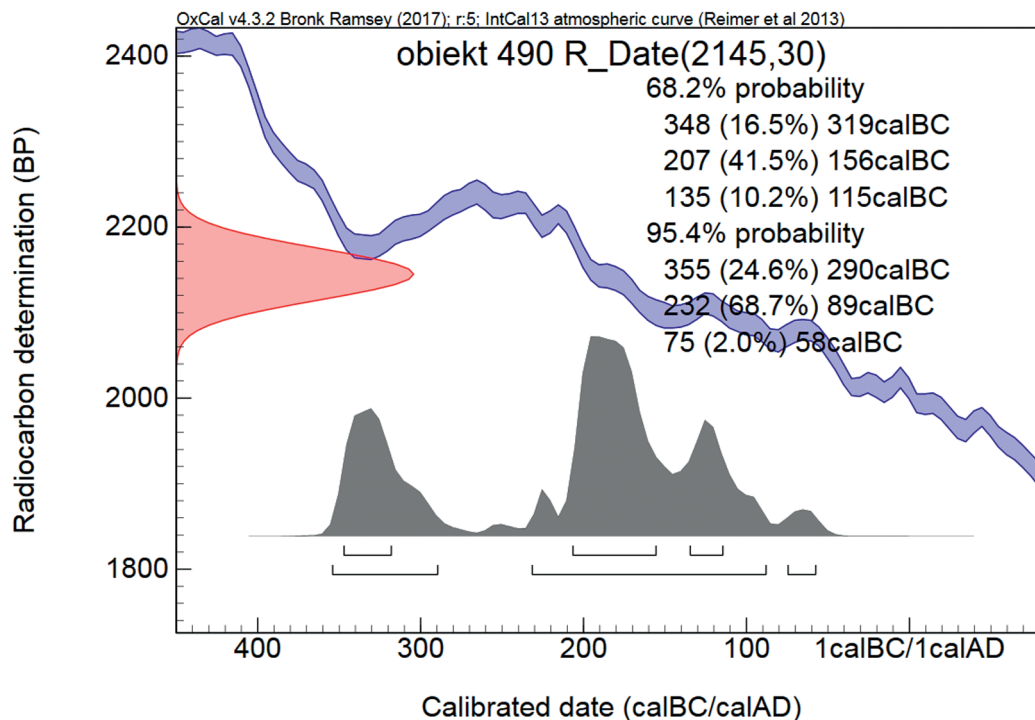 OxCal v4.3.2 Bronk Ramsey (2017); r:5; IntCal13 atmospheric curve (Reimer et al 2013)
obiekt 490 R_Date(2145,30)
68.2% probability
348 (16.5%) 319calBC
207 (41.5%) 156calBC
135 (10.2%) 115calBC
95.4% probability
355 (24.6%) 290calBC
232 (68.7%) 89calBC
75 (2.0%) 58calBC
Radiocarbon determination (BP)
2400
2200
2000
1800
400 300 200 100 1calBC/1calAD
Calibrated date (calBC/calAD)